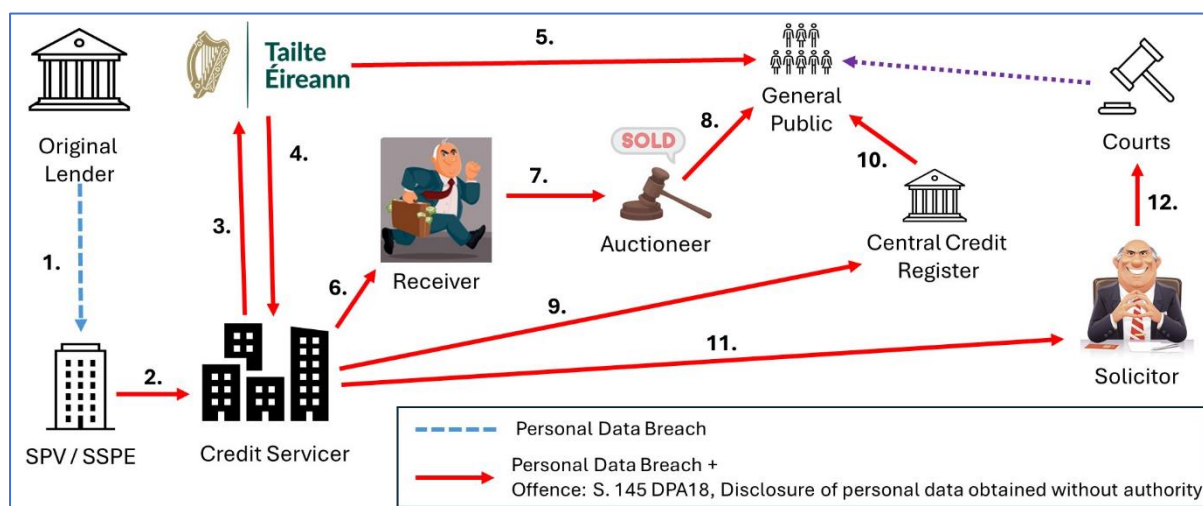 Tailte
Éireann
Original
Lender
5.
General
Public
Courts
1.
3.
4.
6.
Receiver
7.
SOLD
Auctioneer
8.
10.
Central Credit
Register
12.
9.
11.
Solicitor
SPV / SSPE
2.
Credit Servicer
Personal Data Breach
Personal Data Breach +
Offence: S. 145 DPA18, Disclosure of personal data obtained without authority